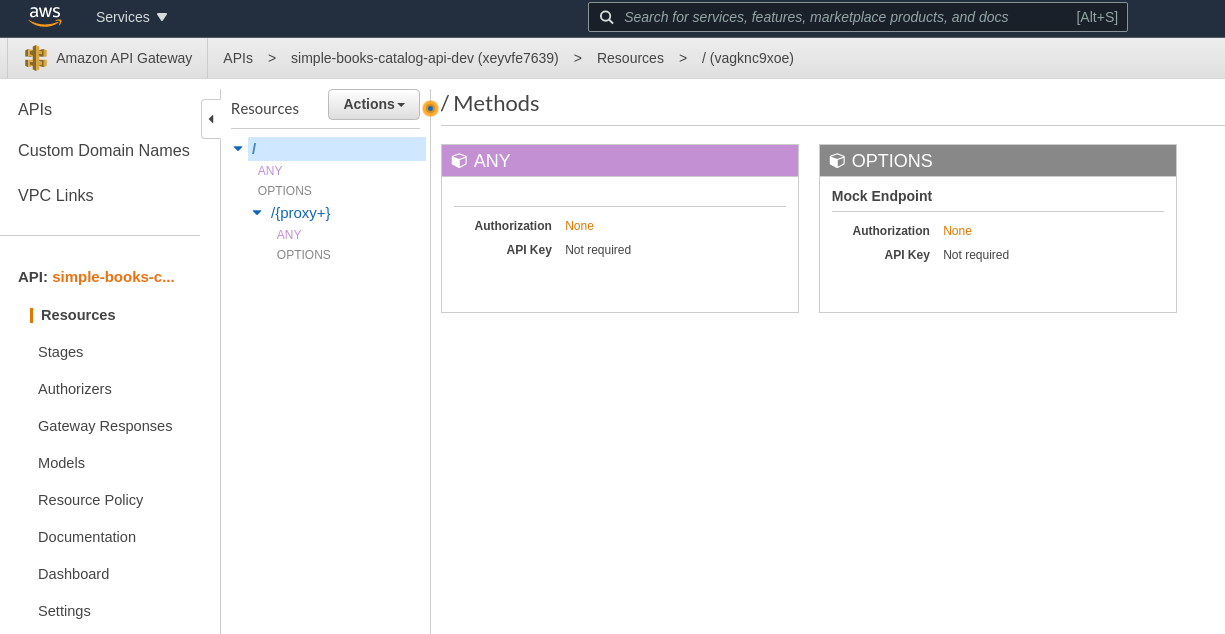 aws Services Search for services, features, marketplace products, and docs [Alt+S]
Amazon API Gateway APIs > simple-books-catalog-api-dev (xeyvfe7639) > Resources > / (vagknc9xoe)
APIs
Custom Domain Names
VPC Links
API: simple-books-c...
Resources
Stages
Authorizers
Gateway Responses
Models
Resource Policy
Documentation
Dashboard
Settings
Resources Actions
/
ANY
OPTIONS
/{proxy+}
ANY
OPTIONS
/ Methods
ANY
Authorization None
API Key Not required
OPTIONS
Mock Endpoint
Authorization None
API Key Not required